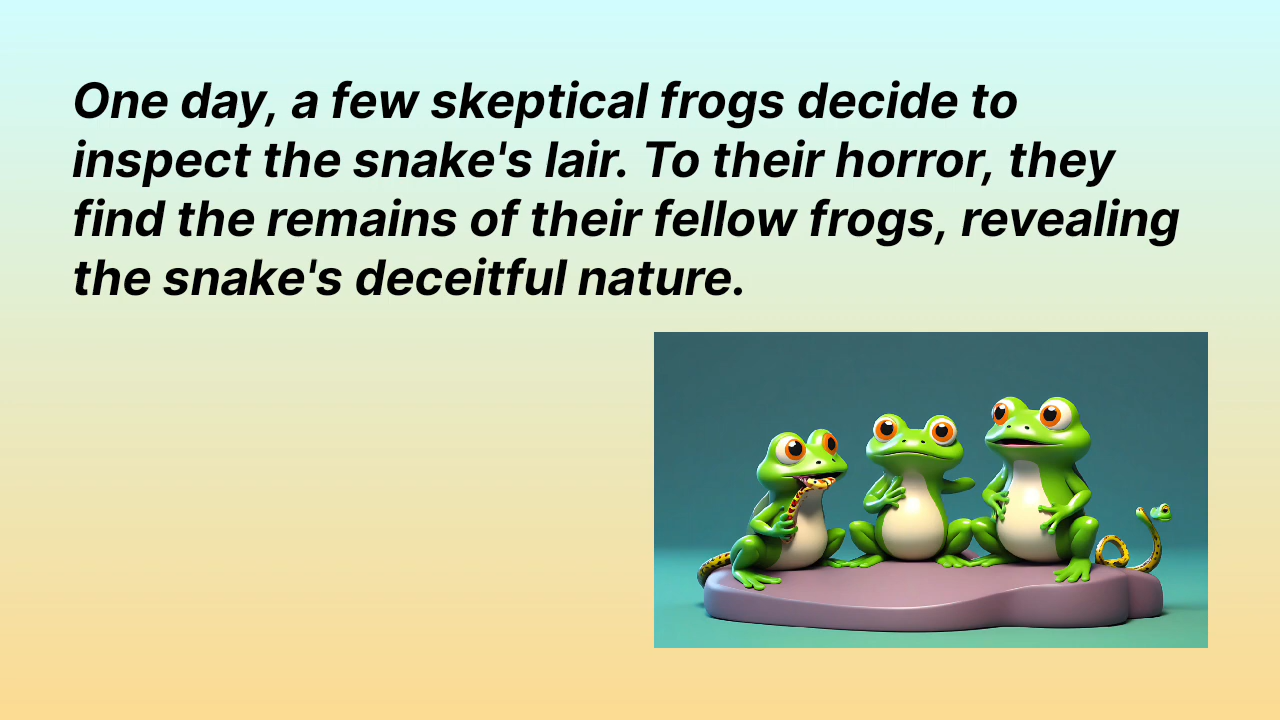 One day, a few skeptical frogs decide to
inspect the snake's lair. To their horror, they
find the remains of their fellow frogs, revealing
the snake's deceitful nature.